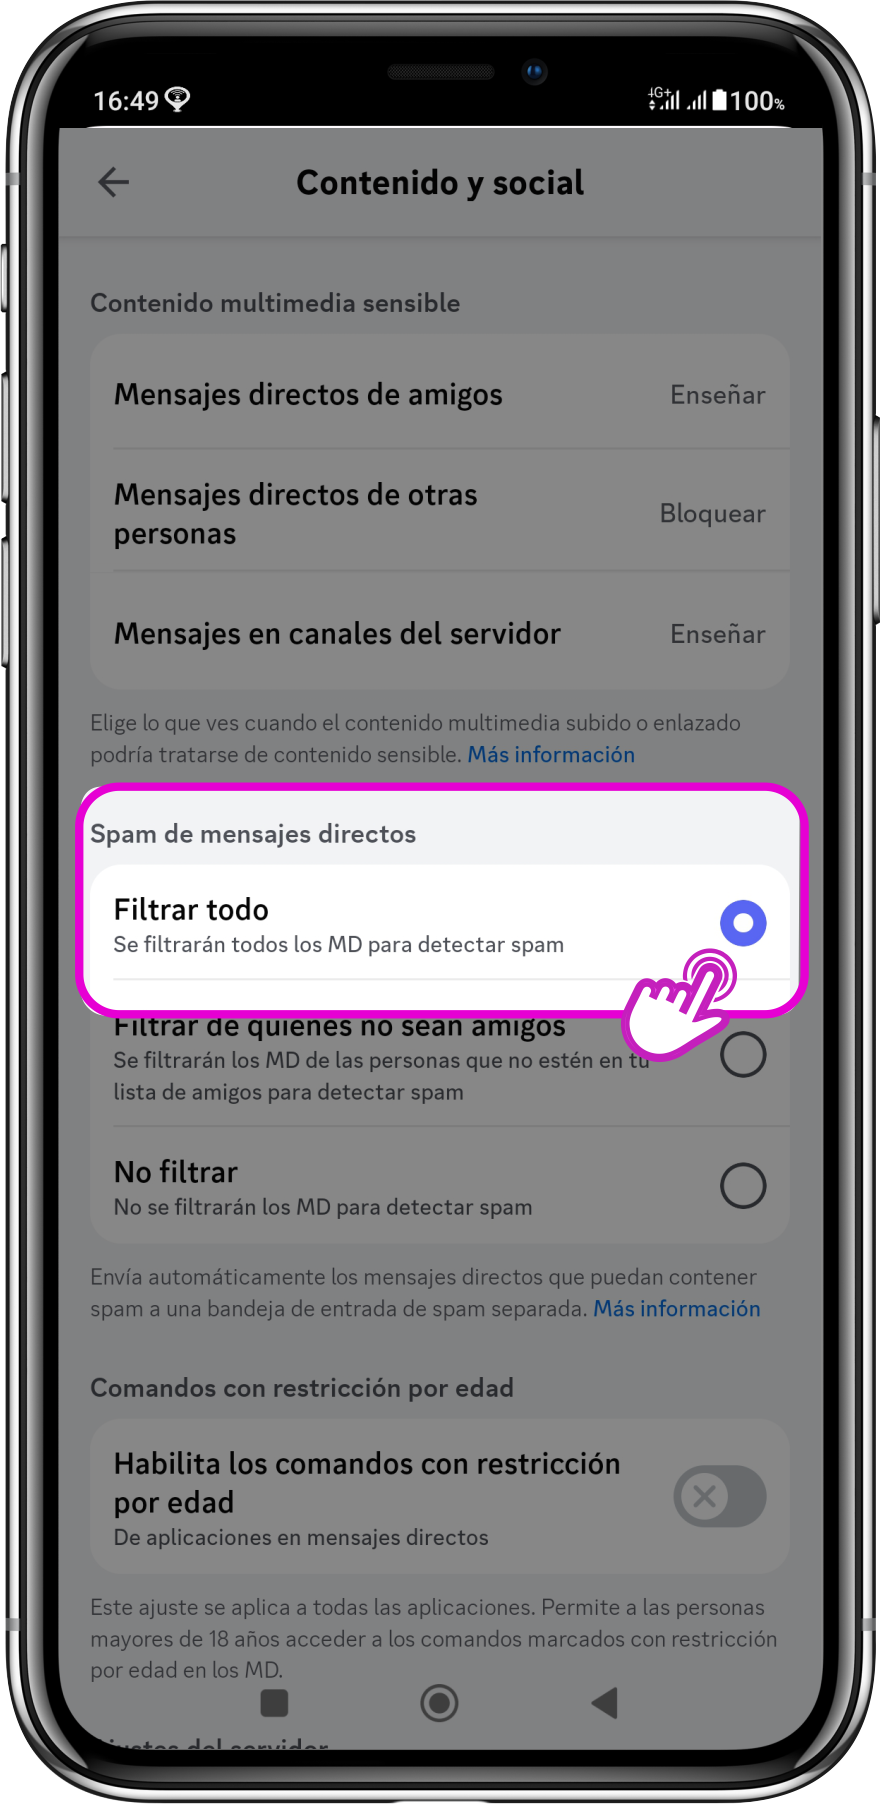 16:49 4G+ 100%
Contenido y social
Contenido multimedia sensible
Mensajes directos de amigos Enseñar
Mensajes directos de otras
personas Bloquear
Mensajes en canales del servidor Enseñar
Elige lo que ves cuando el contenido multimedia subido o enlazado
podría tratarse de contenido sensible. Más información
Spam de mensajes directos
Filtrar todo
Se filtrarán todos los MD para detectar spam
Filtrar de quienes no sean amigos
Se filtrarán los MD de las personas que no estén en tu
lista de amigos para detectar spam
No filtrar
No se filtrarán los MD para detectar spam
Envía automáticamente los mensajes directos que puedan contener
spam a una bandeja de entrada de spam separada. Más información
Comandos con restricción por edad
Habilita los comandos con restricción
por edad
De aplicaciones en mensajes directos
Este ajuste se aplica a todas las aplicaciones. Permite a las personas
mayores de 18 años acceder a los comandos marcados con restricción
por edad en los MD.
Ajustes del servidor